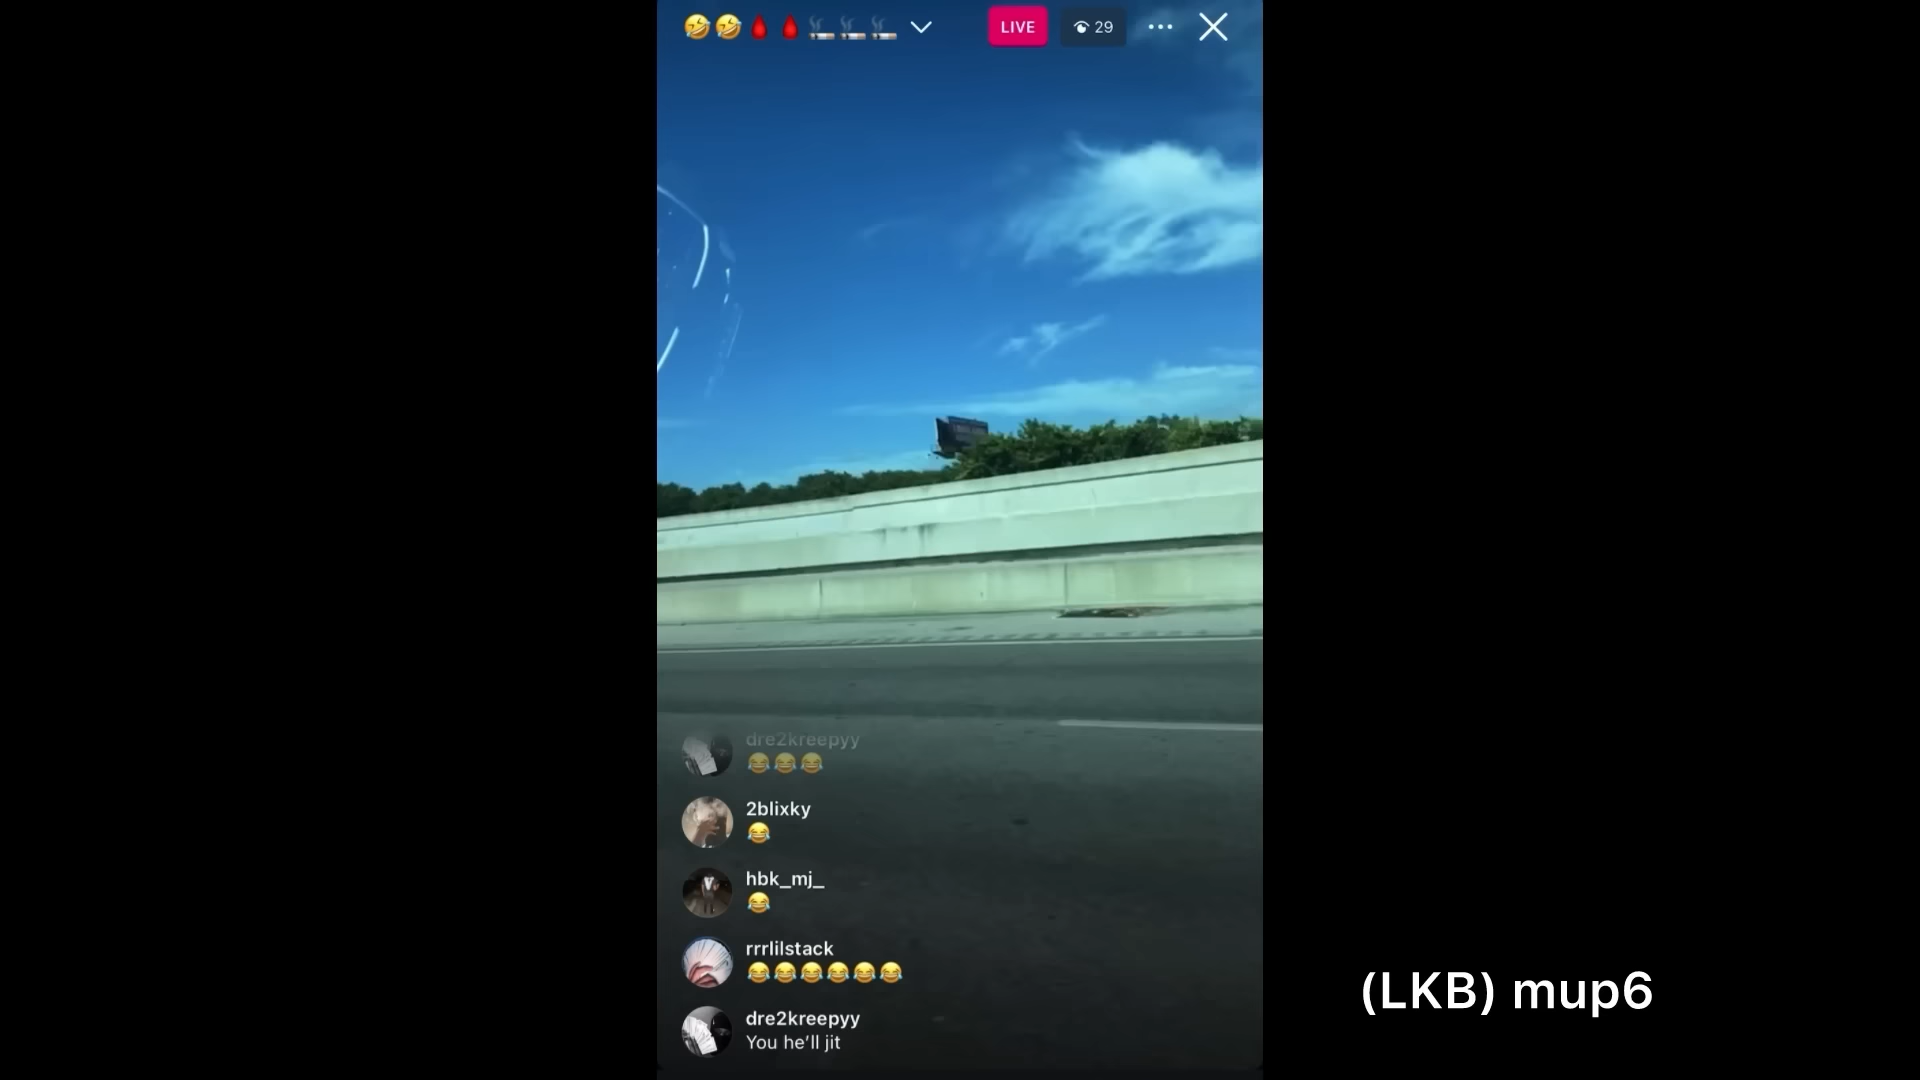 🤣🤣🩸🩸🚬🚬🚬
LIVE
29
dre2kreepyy
😂😂😂
2blixky
😂
hbk_mj_
😂
rrrlilstack
😂😂😂😂😂😂
dre2kreepyy
You he’ll jit
(LKB) mup6